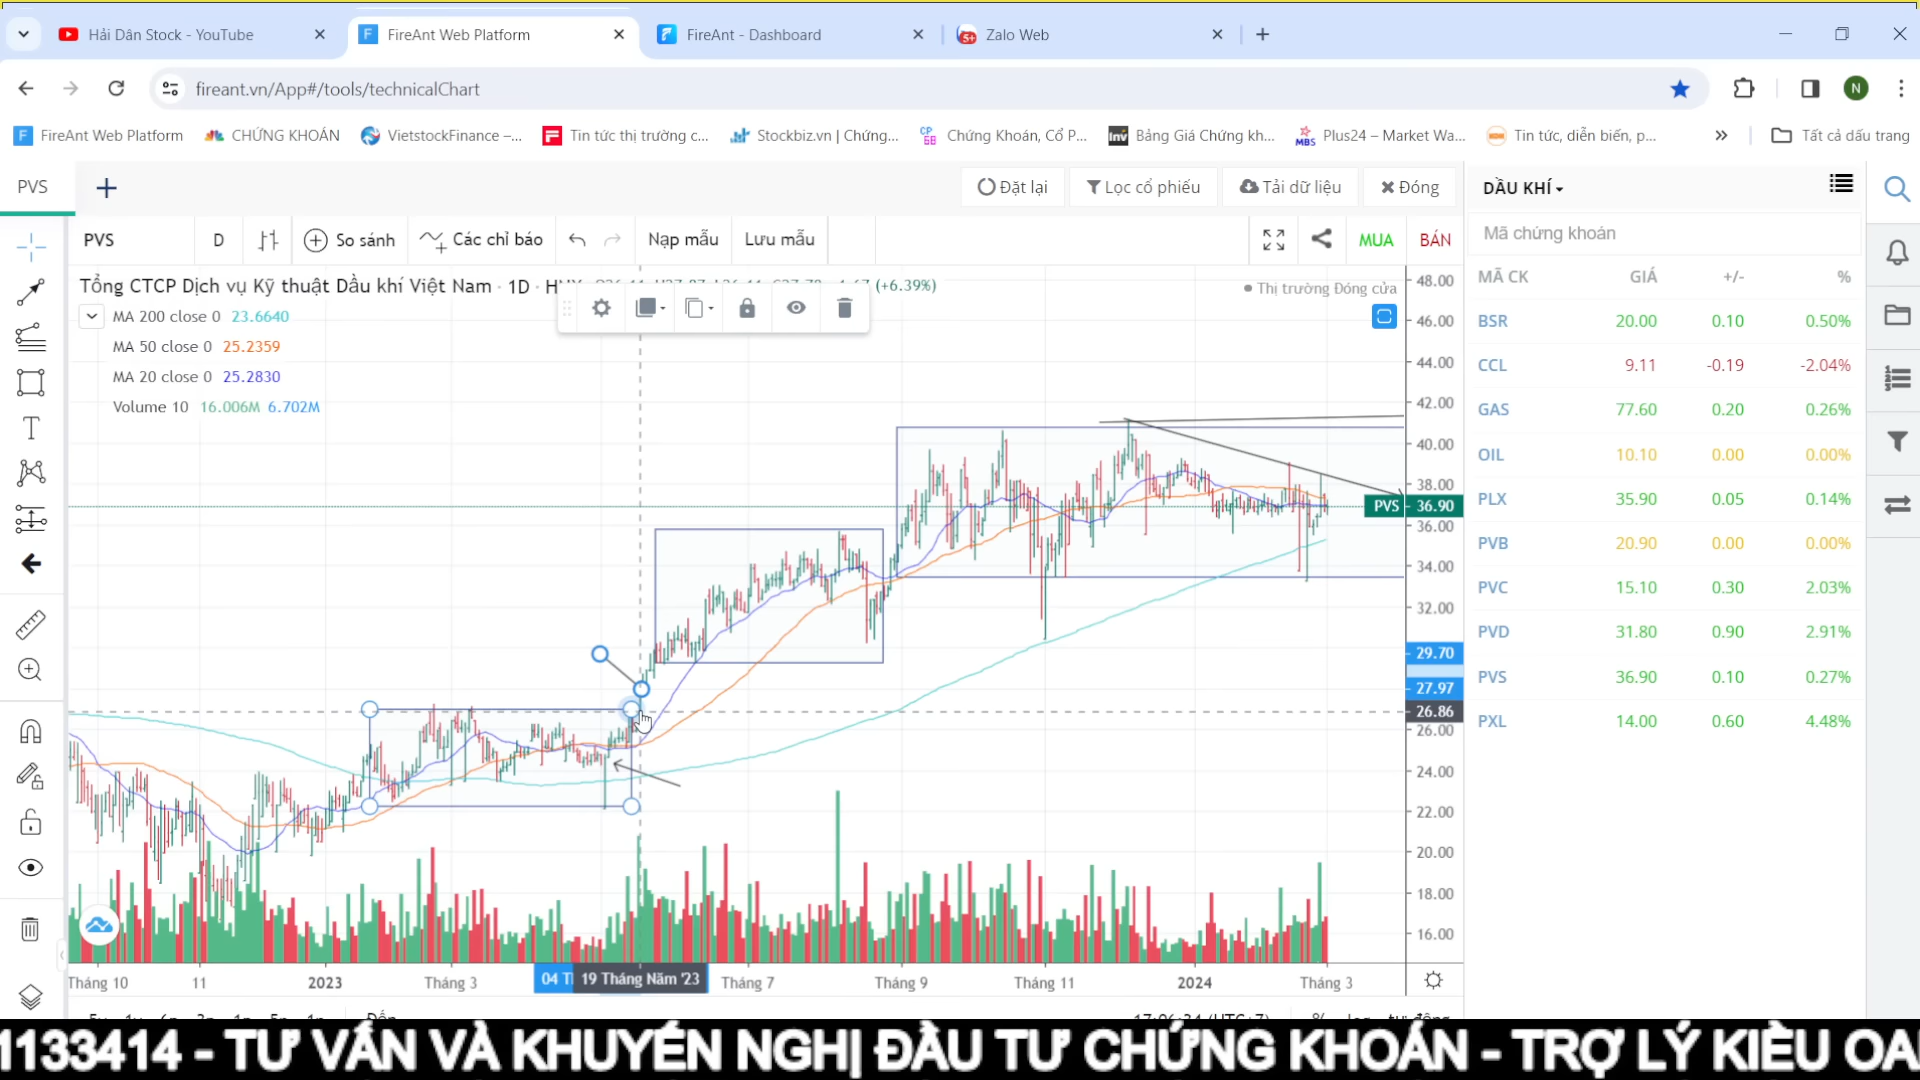 Hải Dân Stock - YouTube
FireAnt Web Platform
FireAnt - Dashboard
5+
Zalo Web
fireant.vn/App#/tools/technicalChart
N
FireAnt Web Platform
CHỨNG KHOÁN
VietstockFinance –...
Tin tức thị trường c...
Stockbiz.vn | Chứng...
CP 68
Chứng Khoán, Cổ P...
Inv
Bảng Giá Chứng kh...
MBS
Plus24 – Market Wa...
Tin tức, diễn biến, p...
Tất cả dấu trang
PVS
Đặt lại
Lọc cổ phiếu
Tải dữ liệu
Đóng
DẦU KHÍ
PVS
D
So sánh
Các chỉ báo
Nạp mẫu
Lưu mẫu
MUA
BÁN
Mã chứng khoán
Tổng CTCP Dịch vụ Kỹ thuật Dầu khí Việt Nam · 1D · (+6.39%)
Thị trường Đóng cửa
MA 200 close 0 23.6640
MA 50 close 0 25.2359
MA 20 close 0 25.2830
Volume 10 16.006M 6.702M
MÃ CK GIÁ +/- %
BSR 20.00 0.10 0.50%
CCL 9.11 -0.19 -2.04%
GAS 77.60 0.20 0.26%
OIL 10.10 0.00 0.00%
PLX 35.90 0.05 0.14%
PVB 20.90 0.00 0.00%
PVC 15.10 0.30 2.03%
PVD 31.80 0.90 2.91%
PVS 36.90 0.10 0.27%
PXL 14.00 0.60 4.48%
48.00
46.00
44.00
42.00
40.00
38.00
PVS 36.90
36.00
34.00
32.00
29.70
27.97
26.86
26.00
24.00
22.00
20.00
18.00
16.00
Tháng 10
11
2023
Tháng 3
04
19 Tháng Năm '23
Tháng 7
Tháng 9
Tháng 11
2024
Tháng 3
1133414 - TƯ VẤN VÀ KHUYẾN NGHỊ ĐẦU TƯ CHỨNG KHOÁN - TRỢ LÝ KIỀU OA